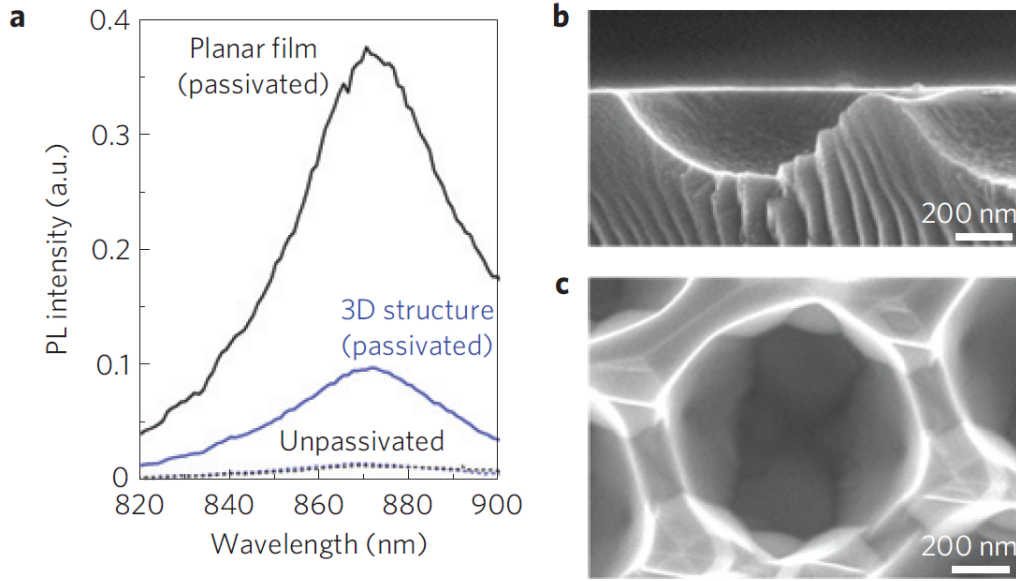 a
0.4
0.3
0.2
0.1
0
PL intensity (a.u.)
Planar film
(passivated)
3D structure
(passivated)
Unpassivated
820 840 860 880 900
Wavelength (nm)
b
200 nm
c
200 nm